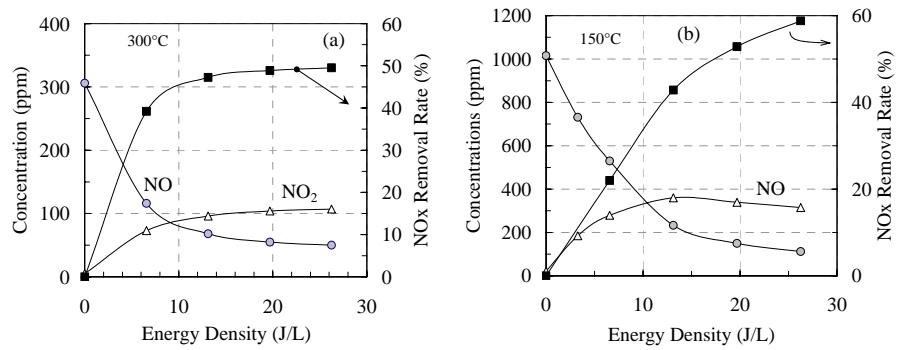 400
300
200
100
0
Concentration (ppm)
300°C
(a)
NO
NO2
60
50
40
30
20
10
0
NOx Removal Rate (%)
0 10 20 30
Energy Density (J/L)
1200
1000
800
600
400
200
0
Concentrations (ppm)
150°C
(b)
NO
60
40
20
0
NOx Removal Rate (%)
0 10 20 30
Energy Density (J/L)